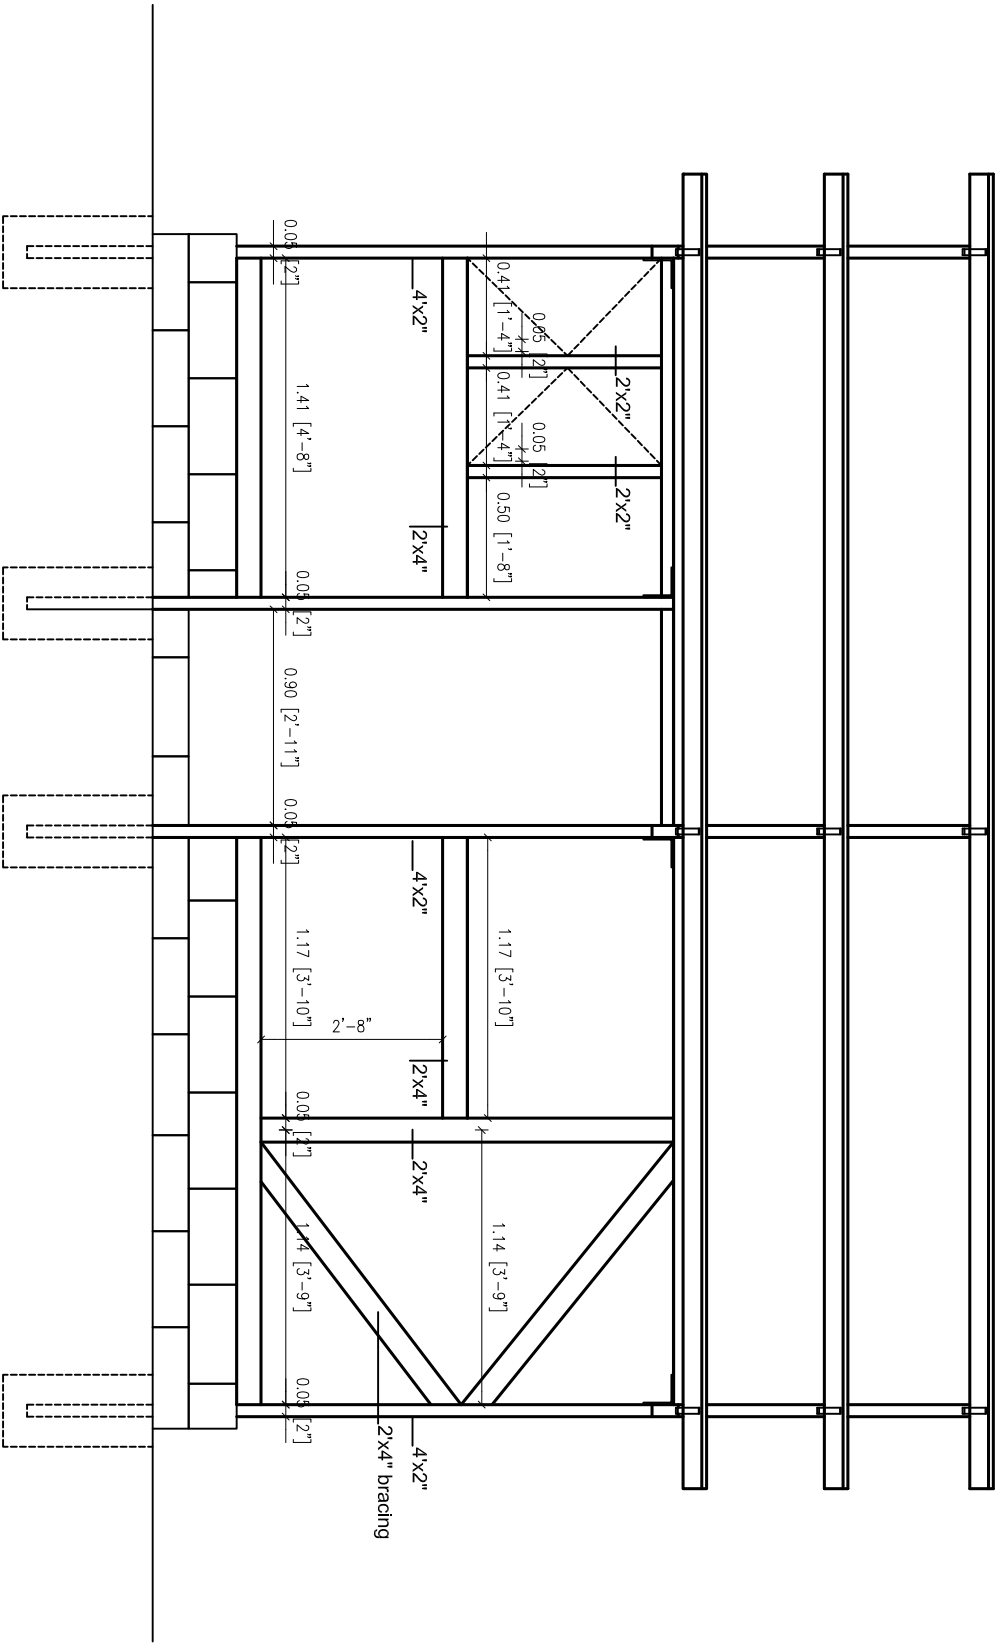 2'x2"
2'x2"
0.05 [2"]
0.05 [2"]
0.41 [1'-4"]
0.41 [1'-4"]
0.50 [1'-8"]
1.17 [3'-10"]
1.14 [3'-9"]
4'x2"
2'x4"
4'x2"
2'x4"
2'x4"
4'x2"
2'x4" bracing
2'-8"
1.41 [4'-8"]
0.05 [2"]
1.17 [3'-10"]
0.05 [2"]
1.14 [3'-9"]
0.05 [2"]
0.05 [2"]
0.90 [2'-11"]
0.05 [2"]